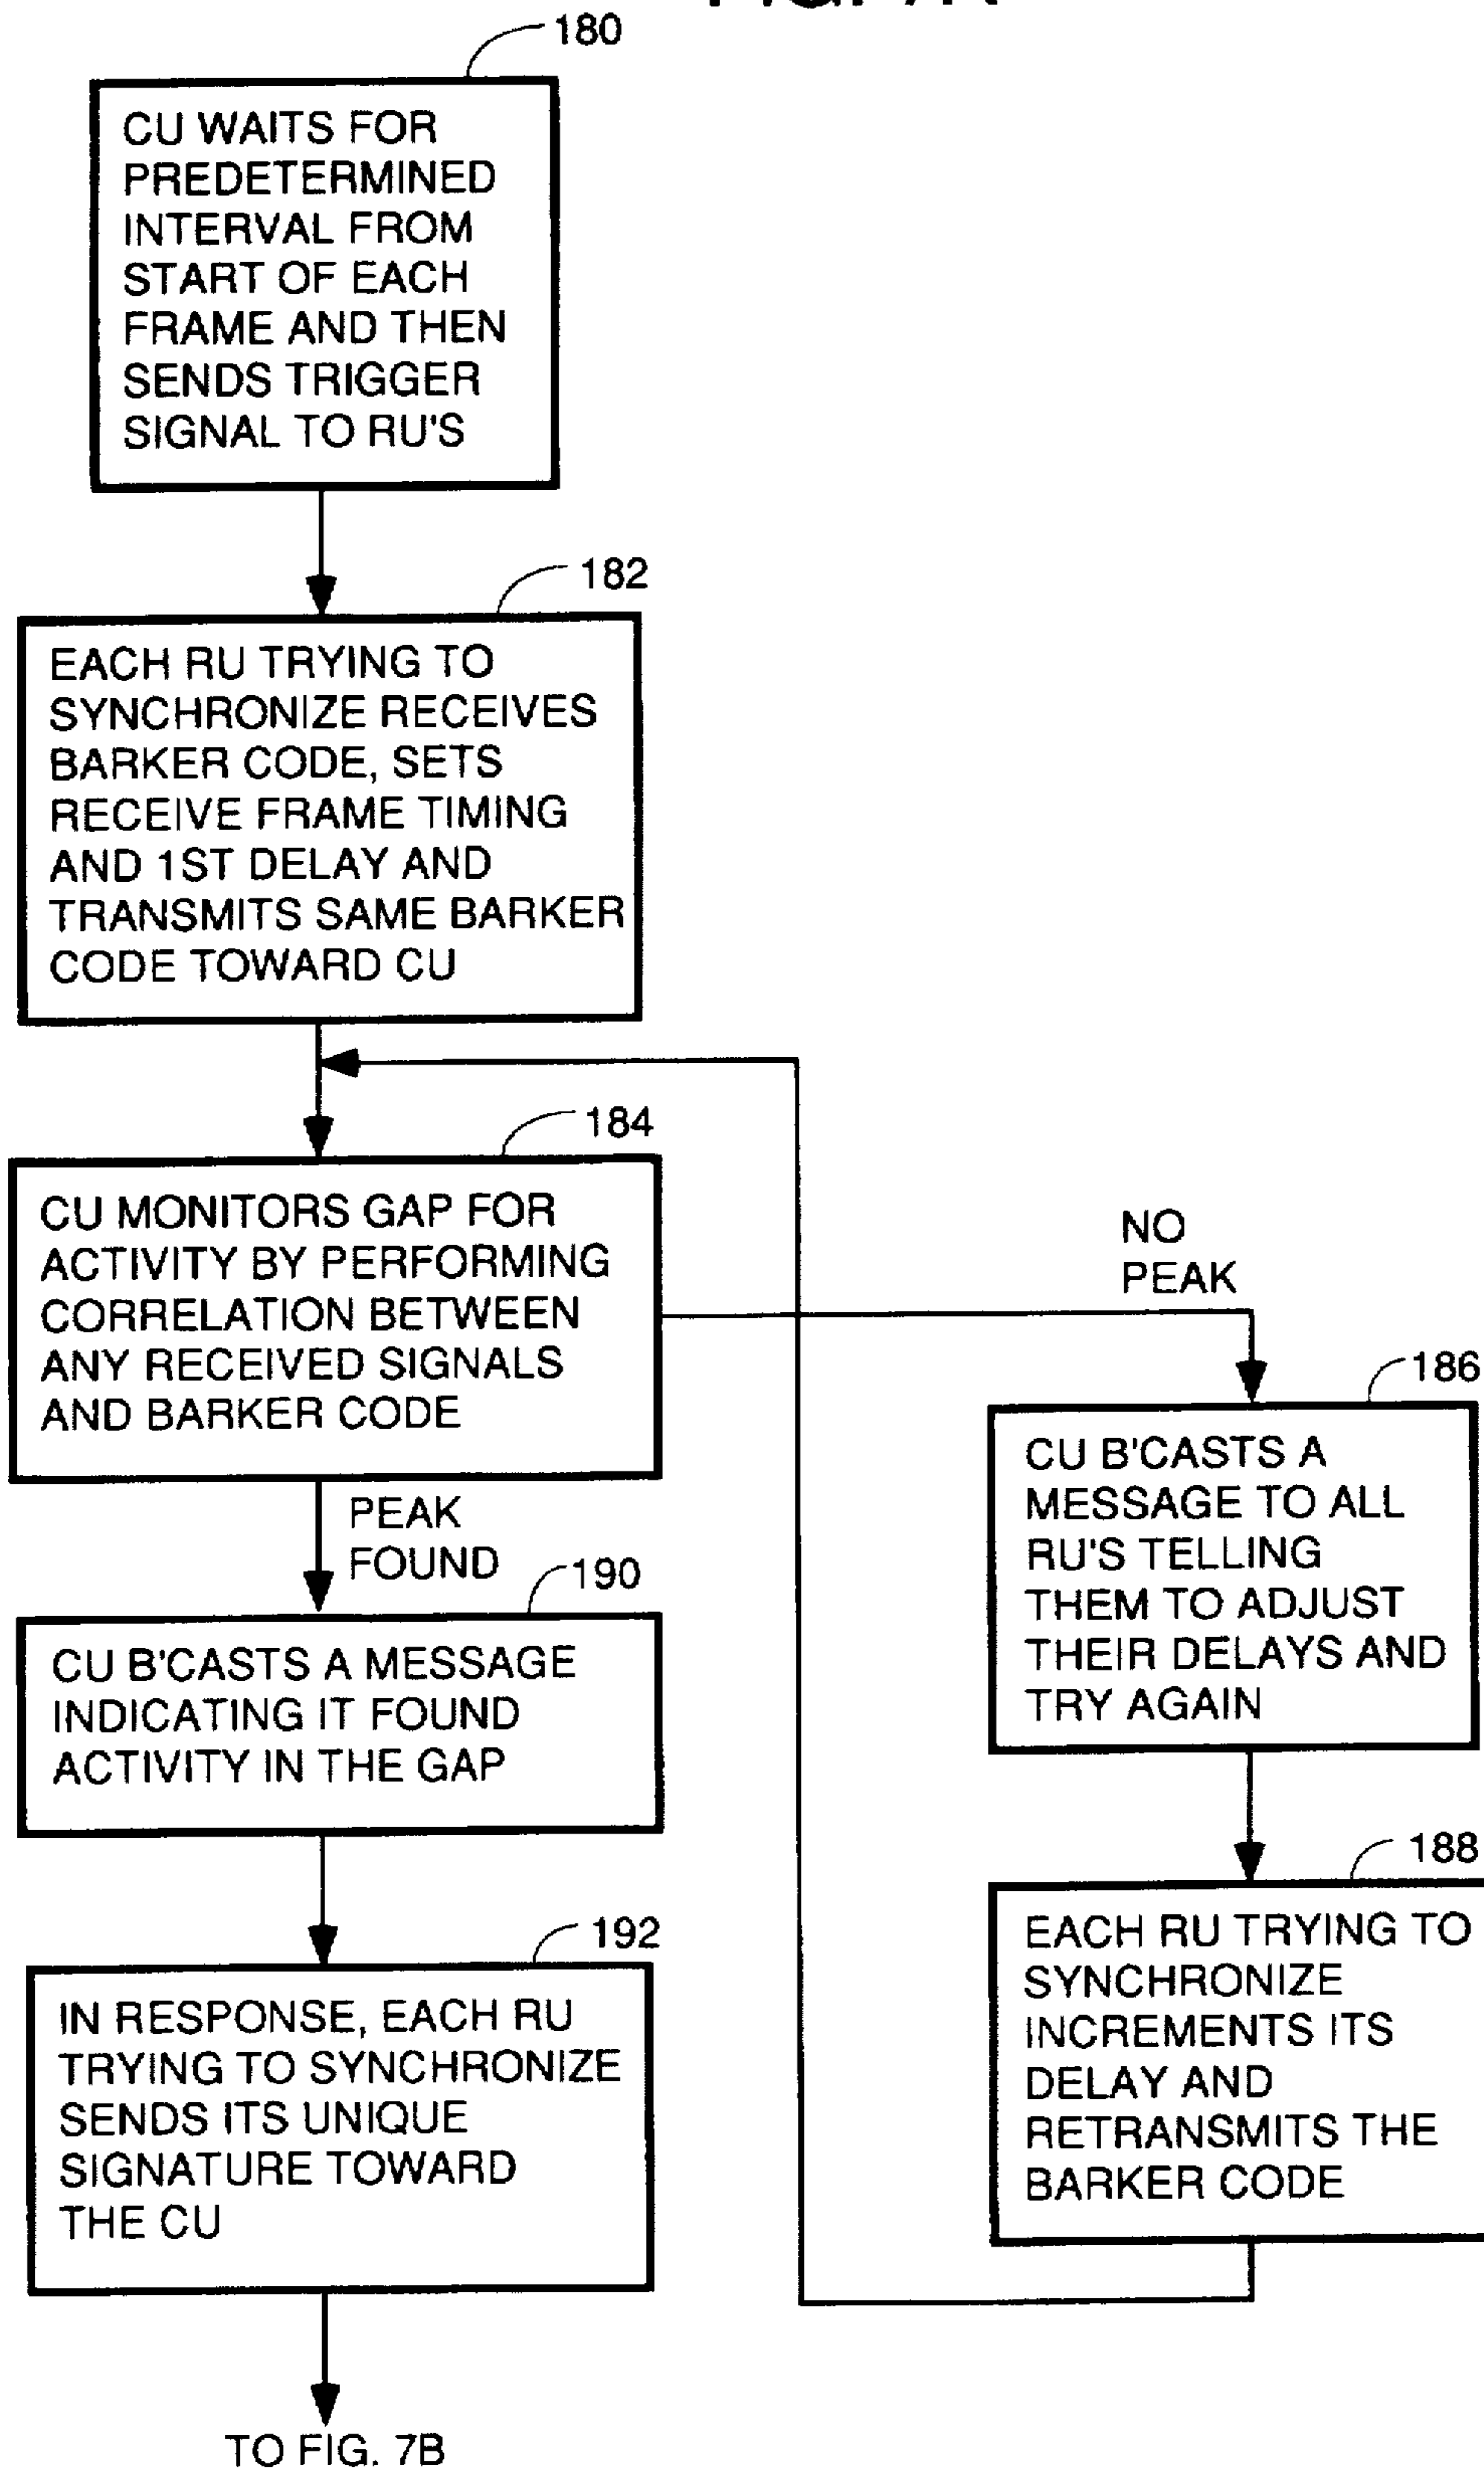 180
CU WAITS FOR
PREDETERMINED
INTERVAL FROM
START OF EACH
FRAME AND THEN
SENDS TRIGGER
SIGNAL TO RU'S
182
EACH RU TRYING TO
SYNCHRONIZE RECEIVES
BARKER CODE, SETS
RECEIVE FRAME TIMING
AND 1ST DELAY AND
TRANSMITS SAME BARKER
CODE TOWARD CU
184
CU MONITORS GAP FOR
ACTIVITY BY PERFORMING
CORRELATION BETWEEN
ANY RECEIVED SIGNALS
AND BARKER CODE
NO
PEAK
186
CU B'CASTS A
MESSAGE TO ALL
RU'S TELLING
THEM TO ADJUST
THEIR DELAYS AND
TRY AGAIN
188
EACH RU TRYING TO
SYNCHRONIZE
INCREMENTS ITS
DELAY AND
RETRANSMITS THE
BARKER CODE
PEAK
FOUND
190
CU B'CASTS A MESSAGE
INDICATING IT FOUND
ACTIVITY IN THE GAP
192
IN RESPONSE, EACH RU
TRYING TO SYNCHRONIZE
SENDS ITS UNIQUE
SIGNATURE TOWARD
THE CU
TO FIG. 7B